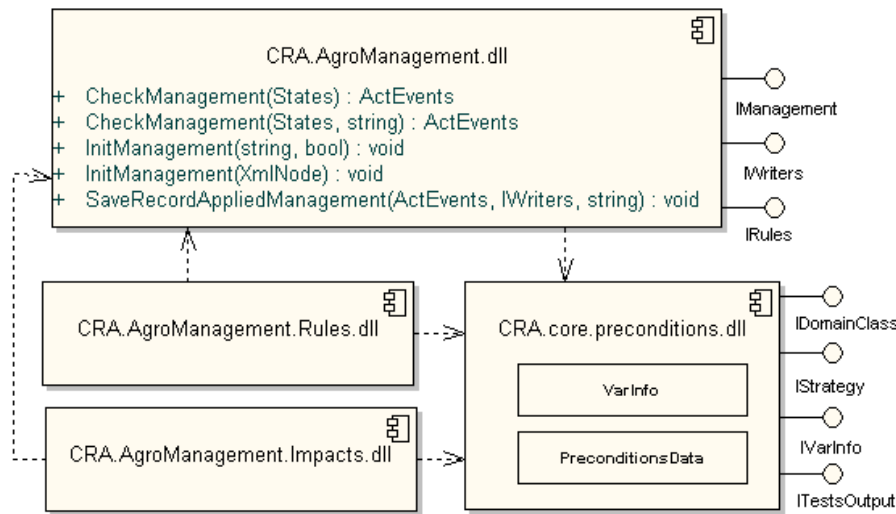 CRA.AgroManagement.dll
+ CheckManagement(States) : ActEvents
+ CheckManagement(States, string) : ActEvents
+ InitManagement(string, bool) : void
+ InitManagement(XmlNode) : void
+ SaveRecordAppliedManagement(ActEvents, IWriters, string) : void
IManagement
IWriters
IRules
CRA.AgroManagement.Rules.dll
CRA.AgroManagement.Impacts.dll
CRA.core.preconditions.dll
VarInfo
PreconditionsData
IDomainClass
IStrategy
IVarInfo
ITestsOutput